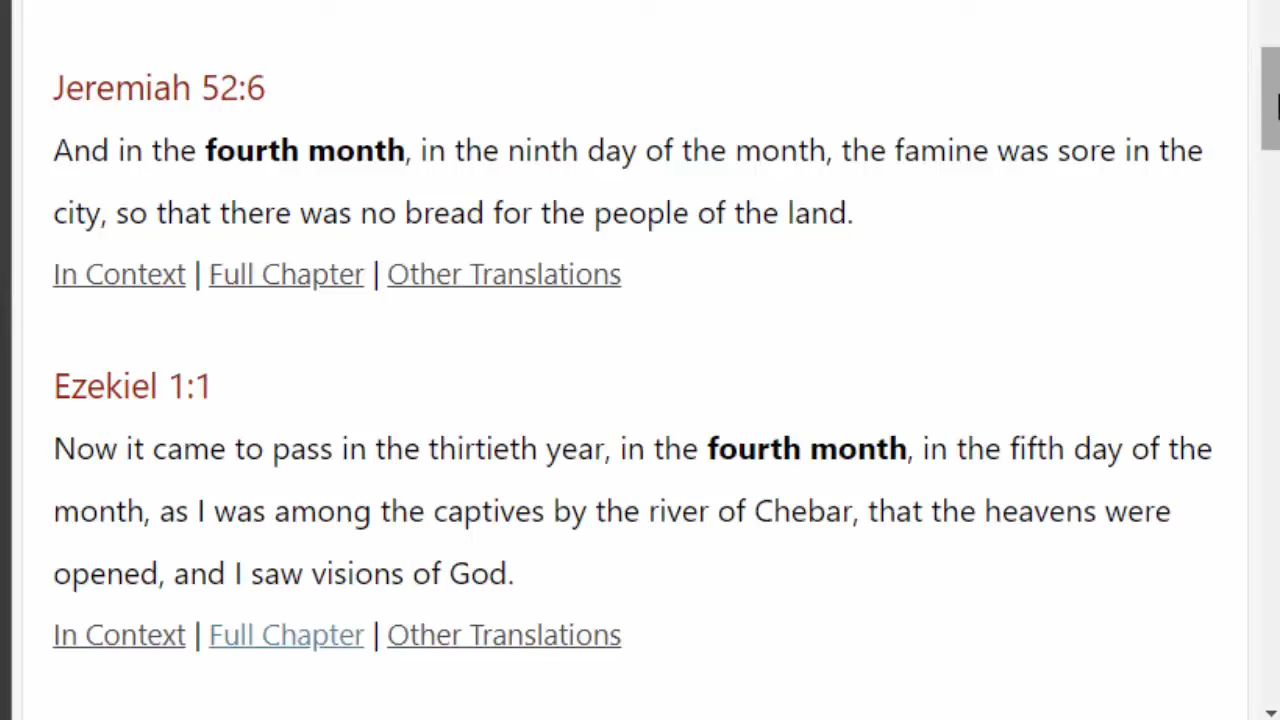 Jeremiah 52:6
And in the fourth month, in the ninth day of the month, the famine was sore in the
city, so that there was no bread for the people of the land.
In Context | Full Chapter | Other Translations
Ezekiel 1:1
Now it came to pass in the thirtieth year, in the fourth month, in the fifth day of the
month, as I was among the captives by the river of Chebar, that the heavens were
opened, and I saw visions of God.
In Context | Full Chapter | Other Translations